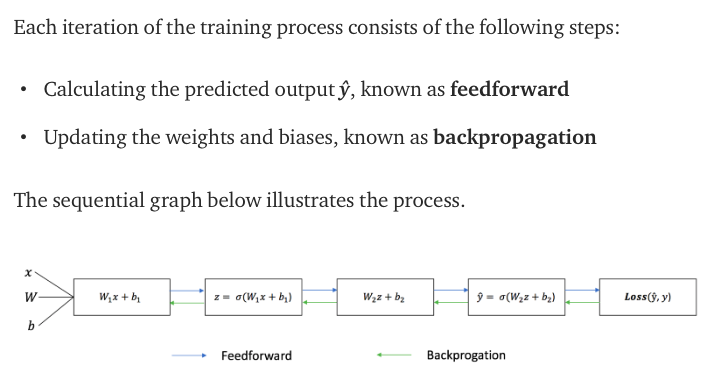 Each iteration of the training process consists of the following steps:
• Calculating the predicted output ŷ, known as feedforward
• Updating the weights and biases, known as backpropagation
The sequential graph below illustrates the process.
x
W
b
W₁x + b₁
z = σ(W₁x + b₁)
W₂z + b₂
ŷ = σ(W₂z + b₂)
Loss(ŷ, y)
Feedforward
Backprogation